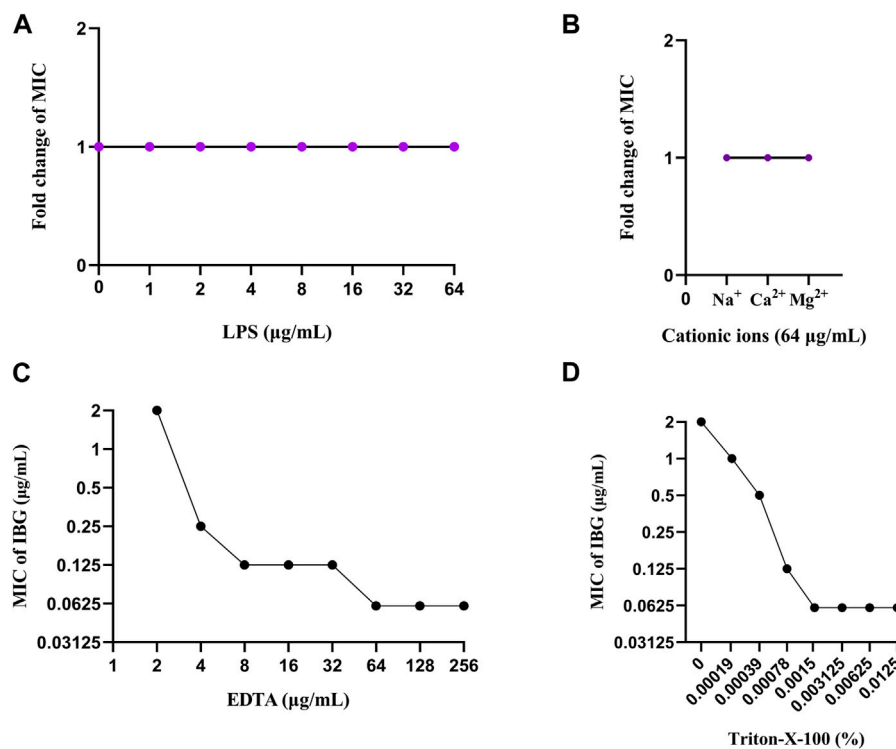 A
Fold change of MIC
2
1
0
0 1 2 4 8 16 32 64
LPS (µg/mL)
B
Fold change of MIC
2
1
0
0 Na⁺ Ca²⁺ Mg²⁺
Cationic ions (64 µg/mL)
C
MIC of IBG (µg/mL)
2
1
0.5
0.25
0.125
0.0625
0.03125
1 2 4 8 16 32 64 128 256
EDTA (µg/mL)
D
MIC of IBG (µg/mL)
2
1
0.5
0.25
0.125
0.0625
0.03125
0 0.00019 0.00039 0.00078 0.0015 0.003125 0.00625 0.0125
Triton-X-100 (%)